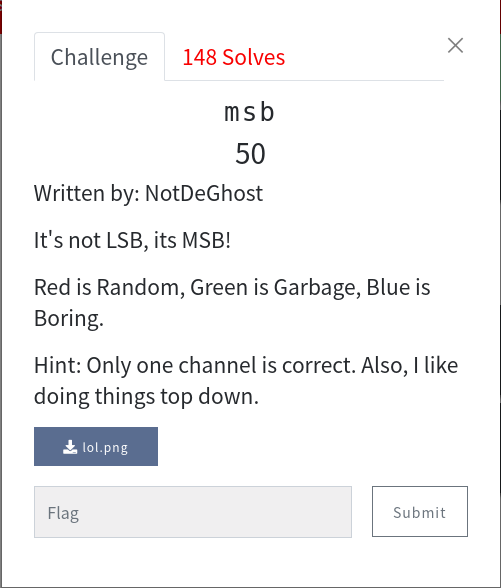 Challenge
148 Solves
msb
50
Written by: NotDeGhost
It's not LSB, its MSB!
Red is Random, Green is Garbage, Blue is
Boring.
Hint: Only one channel is correct. Also, I like
doing things top down.
lol.png
Flag
Submit